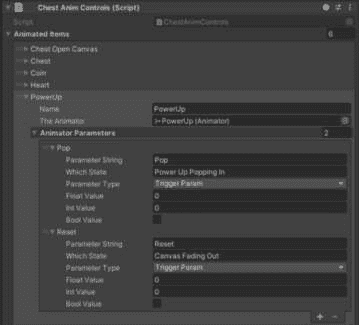 Chest Anim Controls (Script)
Script ChestAnimControls
Animated Items 6
Chest Open Canvas
Chest
Coin
Heart
PowerUp
Name PowerUp
The Animator PowerUp (Animator)
Animator Parameters 2
Pop
Parameter String Pop
Which State Power Up Popping In
Parameter Type Trigger Param
Float Value 0
Int Value 0
Bool Value
Reset
Parameter String Reset
Which State Canvas Fading Out
Parameter Type Trigger Param
Float Value 0
Int Value 0
Bool Value